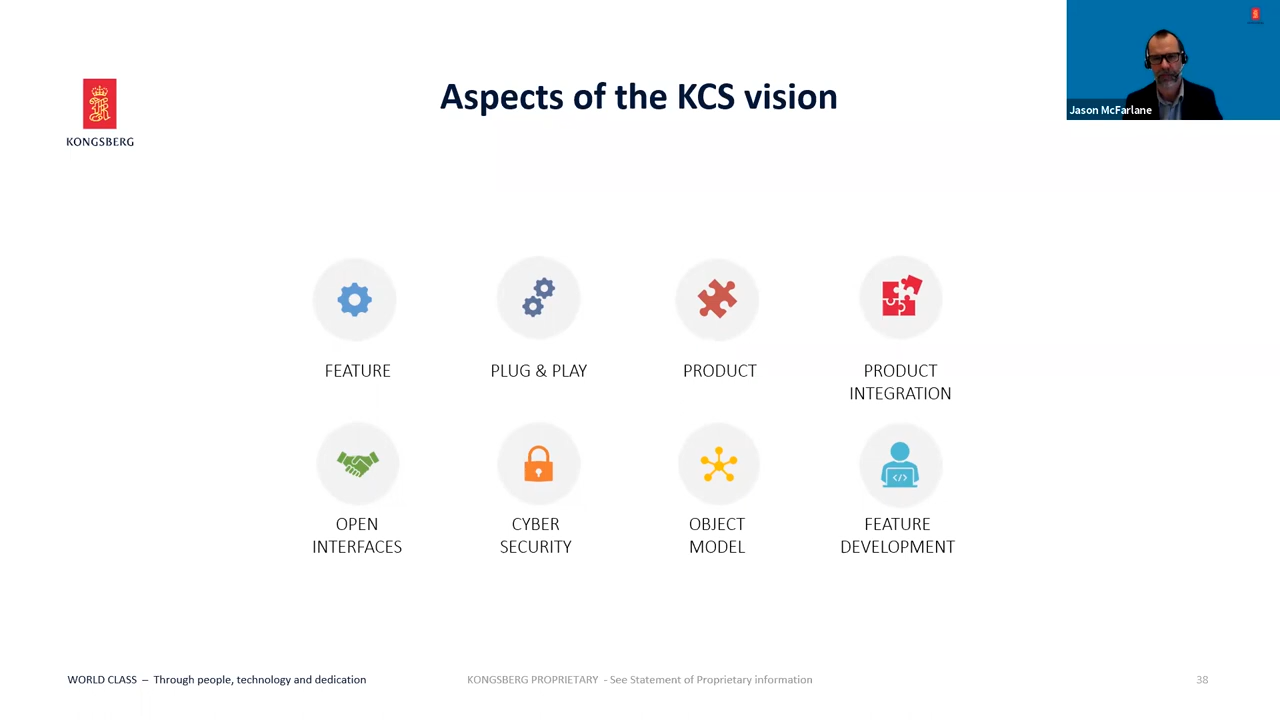 Aspects of the KCS vision
Jason McFarlane
KONGSBERG
FEATURE
PLUG & PLAY
PRODUCT
PRODUCT
INTEGRATION
OPEN
INTERFACES
CYBER
SECURITY
OBJECT
MODEL
</>
FEATURE
DEVELOPMENT
WORLD CLASS – Through people, technology and dedication
KONGSBERG PROPRIETARY - See Statement of Proprietary information
38